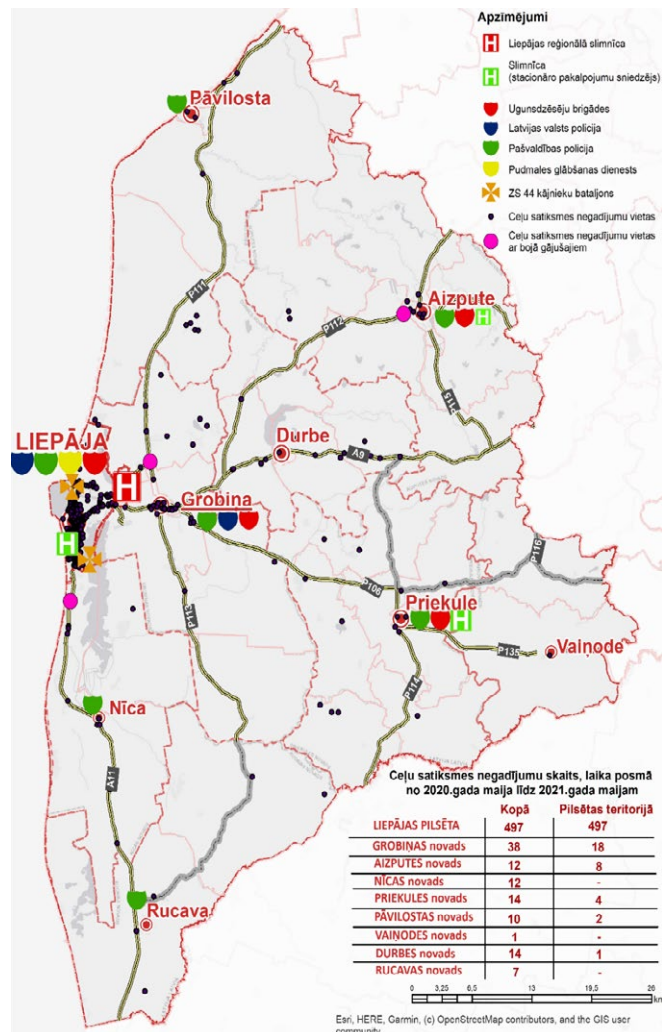 Apzīmējumi
H Liepājas reģionālā slimnīca
H Slimnīca
(stacionāro pakalpojumu sniedzējs)
Ugunsdzēsēju brigādes
Latvijas valsts policija
Pašvaldības policija
Pudmales glābšanas dienests
ZS 44 kājnieku bataljons
Ceļu satiksmes negadījumu vietas
Ceļu satiksmes negadījumu vietas
ar bojā gājušajiem
Pāvilosta
P111
Aizpute
H
P112
P115
Durbe
A9
LIEPĀJA
H
Grobiņa
H
P116
P106
P113
Priekule
H
P135
Vaiņode
P114
Nīca
A11
Rucava
Ceļu satiksmes negadījumu skaits, laika posmā
no 2020.gada maija līdz 2021.gada maijam
Kopā Pilsētas teritorijā
LIEPĀJAS PILSĒTA 497 497
GROBIŅAS novads 38 18
AIZPUTES novads 12 8
NĪCAS novads 12 -
PRIEKULES novads 14 4
PĀVILOSTAS novads 10 2
VAIŅODES novads 1 -
DURBES novads 14 1
RUCAVAS novads 7 -
0 3,25 6,5 13 19,5 26
km
Esri, HERE, Garmin, (c) OpenStreetMap contributors, and the GIS user
community